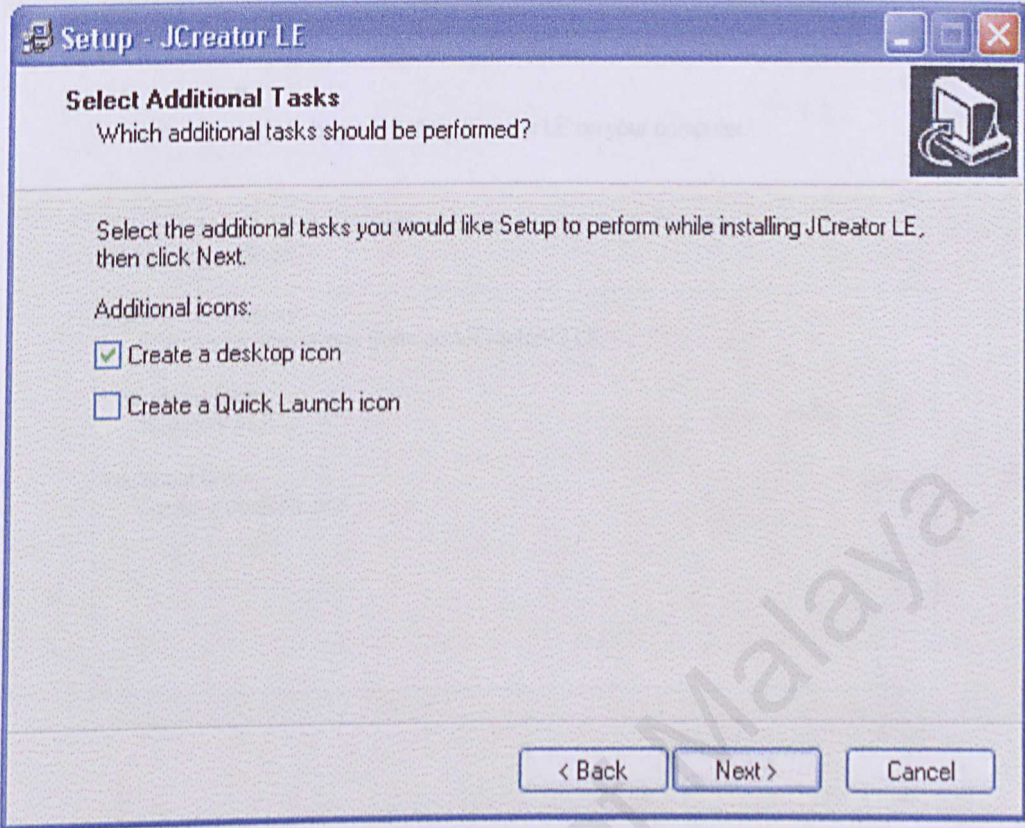 Setup - JCreator LE
Select Additional Tasks
Which additional tasks should be performed?
Select the additional tasks you would like Setup to perform while installing JCreator LE,
then click Next.
Additional icons:
Create a desktop icon
Create a Quick Launch icon
Malaya
< Back
Next >
Cancel